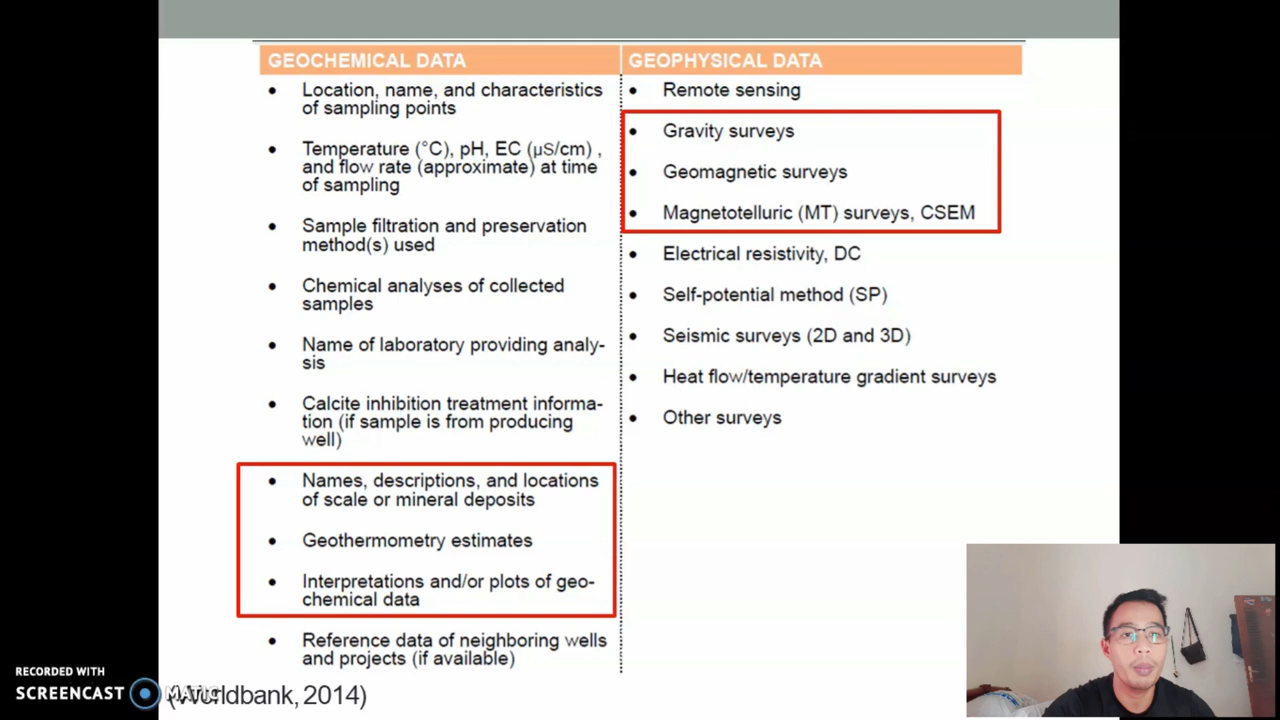 GEOCHEMICAL DATA
Location, name, and characteristics
of sampling points
Temperature (°C), pH, EC (µS/cm) ,
and flow rate (approximate) at time
of sampling
Sample filtration and preservation
method(s) used
Chemical analyses of collected
samples
Name of laboratory providing analy-
sis
Calcite inhibition treatment informa-
tion (if sample is from producing
well)
Names, descriptions, and locations
of scale or mineral deposits
Geothermometry estimates
Interpretations and/or plots of geo-
chemical data
Reference data of neighboring wells
and projects (if available)
GEOPHYSICAL DATA
Remote sensing
Gravity surveys
Geomagnetic surveys
Magnetotelluric (MT) surveys, CSEM
Electrical resistivity, DC
Self-potential method (SP)
Seismic surveys (2D and 3D)
Heat flow/temperature gradient surveys
Other surveys
(Worldbank, 2014)
RECORDED WITH
SCREENCAST MATIC